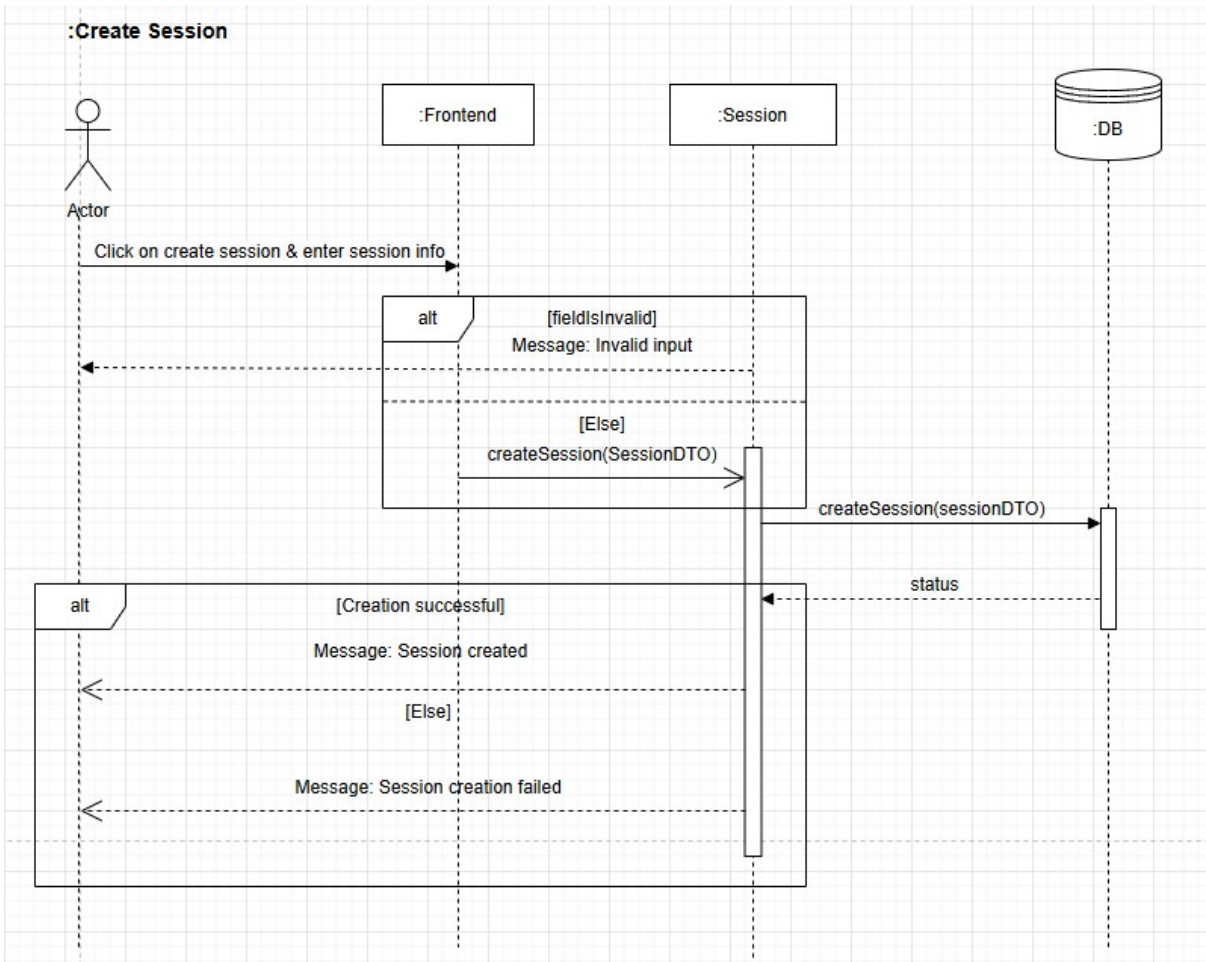 :Create Session
:Frontend
:Session
:DB
Actor
Click on create session & enter session info
alt
[fieldIsInvalid]
Message: Invalid input
[Else]
createSession(SessionDTO)
createSession(sessionDTO)
status
alt
[Creation successful]
Message: Session created
[Else]
Message: Session creation failed